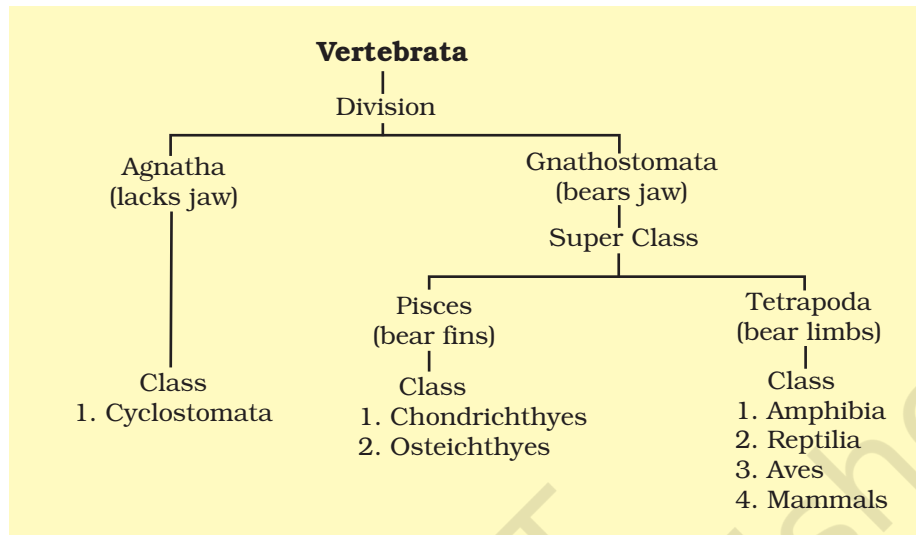 Vertebrata
Division
Agnatha
(lacks jaw)
Gnathostomata
(bears jaw)
Super Class
Pisces
(bear fins)
Tetrapoda
(bear limbs)
Class
1. Cyclostomata
Class
1. Chondrichthyes
2. Osteichthyes
Class
1. Amphibia
2. Reptilia
3. Aves
4. Mammals